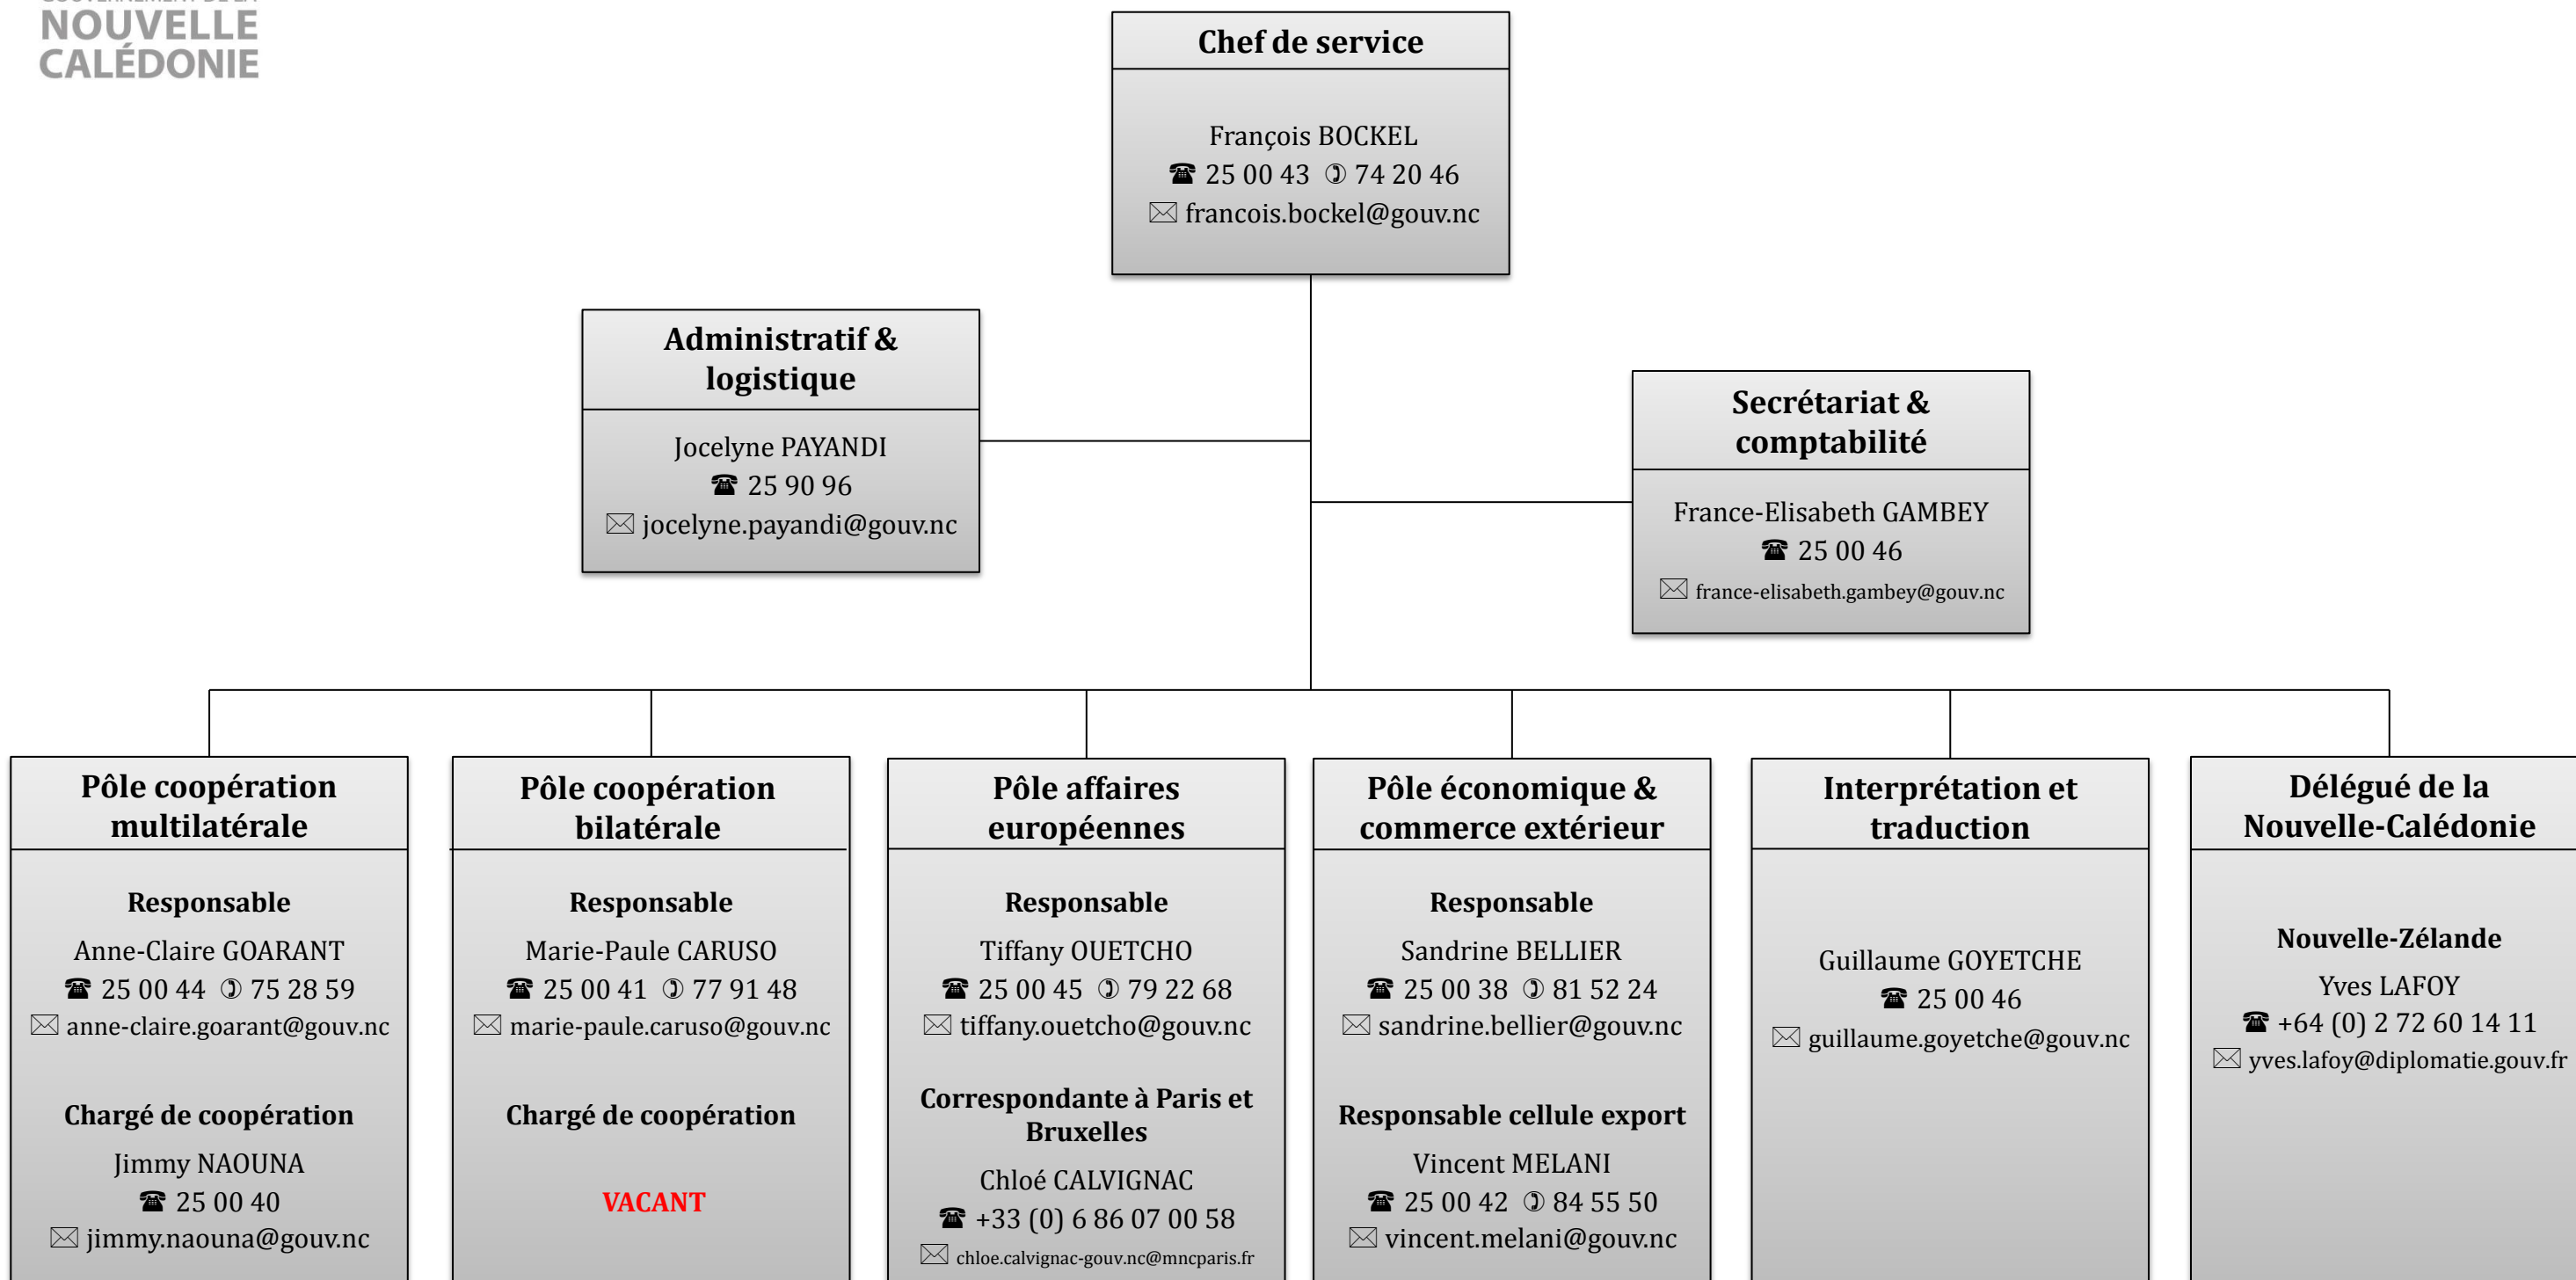 GOUVERNEMENT DE LA
NOUVELLE
CALÉDONIE
Chef de service
François BOCKEL
☎ 25 00 43 ✆ 74 20 46
✉ francois.bockel@gouv.nc
Administratif &
logistique
Jocelyne PAYANDI
☎ 25 90 96
✉ jocelyne.payandi@gouv.nc
Secrétariat &
comptabilité
France-Elisabeth GAMBEY
☎ 25 00 46
✉ france-elisabeth.gambey@gouv.nc
Pôle coopération
multilatérale
Responsable
Anne-Claire GOARANT
☎ 25 00 44 ✆ 75 28 59
✉ anne-claire.goarant@gouv.nc
Chargé de coopération
Jimmy NAOUNA
☎ 25 00 40
✉ jimmy.naouna@gouv.nc
Pôle coopération
bilatérale
Responsable
Marie-Paule CARUSO
☎ 25 00 41 ✆ 77 91 48
✉ marie-paule.caruso@gouv.nc
Chargé de coopération
VACANT
Pôle affaires
européennes
Responsable
Tiffany OUETCHO
☎ 25 00 45 ✆ 79 22 68
✉ tiffany.ouetcho@gouv.nc
Correspondante à Paris et
Bruxelles
Chloé CALVIGNAC
☎ +33 (0) 6 86 07 00 58
✉ chloe.calvignac-gouv.nc@mncparis.fr
Pôle économique &
commerce extérieur
Responsable
Sandrine BELLIER
☎ 25 00 38 ✆ 81 52 24
✉ sandrine.bellier@gouv.nc
Responsable cellule export
Vincent MELANI
☎ 25 00 42 ✆ 84 55 50
✉ vincent.melani@gouv.nc
Interprétation et
traduction
Guillaume GOYETCHE
☎ 25 00 46
✉ guillaume.goyetche@gouv.nc
Délégué de la
Nouvelle-Calédonie
Nouvelle-Zélande
Yves LAFOY
☎ +64 (0) 2 72 60 14 11
✉ yves.lafoy@diplomatie.gouv.fr